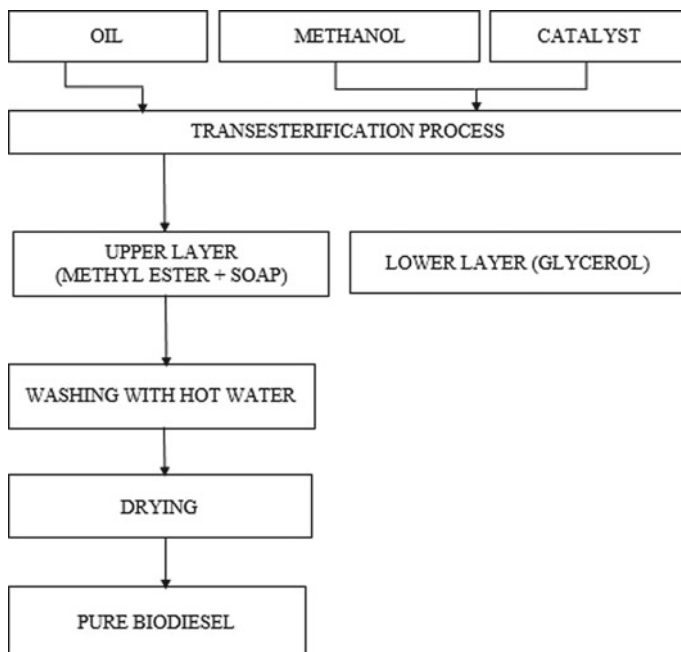 OIL
METHANOL
CATALYST
TRANSESTERIFICATION PROCESS
UPPER LAYER
(METHYL ESTER + SOAP)
LOWER LAYER (GLYCEROL)
WASHING WITH HOT WATER
DRYING
PURE BIODIESEL